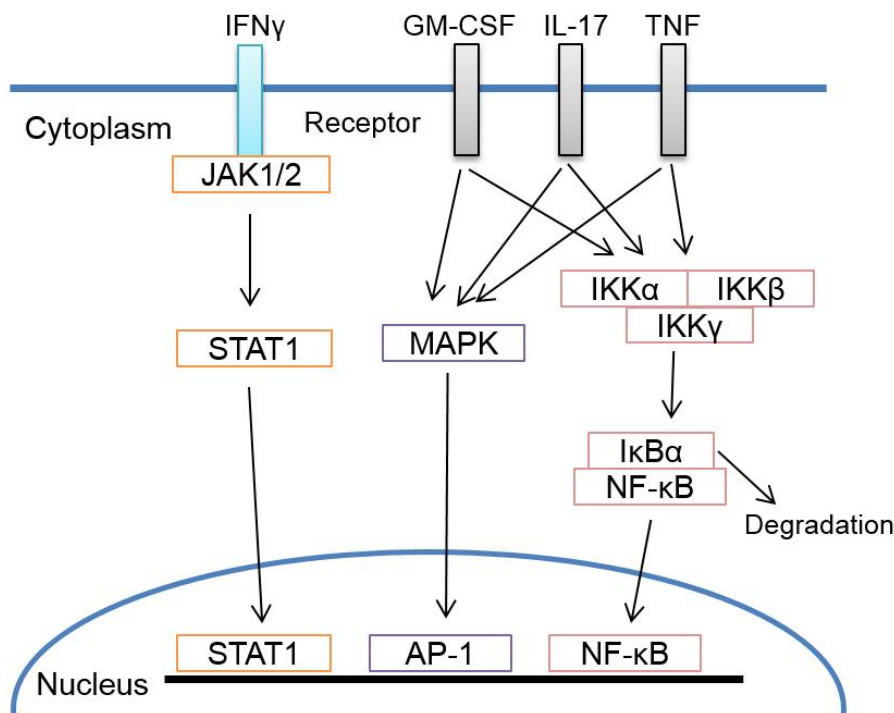 IFNγ
GM-CSF
IL-17
TNF
Cytoplasm
Receptor
JAK1/2
IKKα
IKKβ
IKKγ
STAT1
MAPK
IκBα
NF-κB
Degradation
STAT1
AP-1
NF-κB
Nucleus